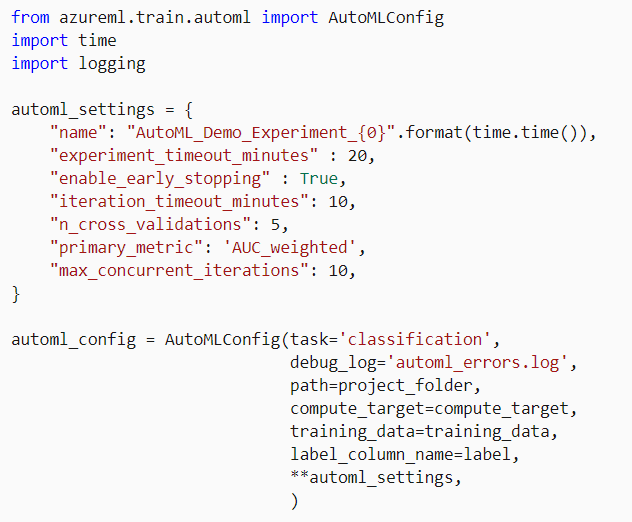 from azureml.train.automl import AutoMLConfig
import time
import logging

automl_settings = {
    "name": "AutoML_Demo_Experiment_{0}".format(time.time()),
    "experiment_timeout_minutes" : 20,
    "enable_early_stopping" : True,
    "iteration_timeout_minutes": 10,
    "n_cross_validations": 5,
    "primary_metric": 'AUC_weighted',
    "max_concurrent_iterations": 10,
}

automl_config = AutoMLConfig(task='classification',
                             debug_log='automl_errors.log',
                             path=project_folder,
                             compute_target=compute_target,
                             training_data=training_data,
                             label_column_name=label,
                             **automl_settings,
                             )